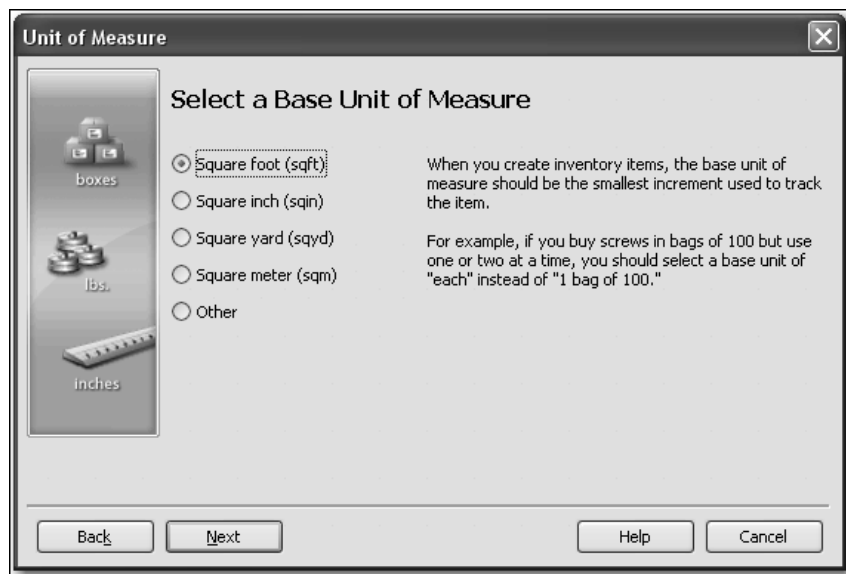 Unit of Measure
boxes
lbs.
inches
Select a Base Unit of Measure
Square foot (sqft)
Square inch (sqin)
Square yard (sqyd)
Square meter (sqm)
Other
When you create inventory items, the base unit of
measure should be the smallest increment used to track
the item.
For example, if you buy screws in bags of 100 but use
one or two at a time, you should select a base unit of
"each" instead of "1 bag of 100."
Back
Next
Help
Cancel